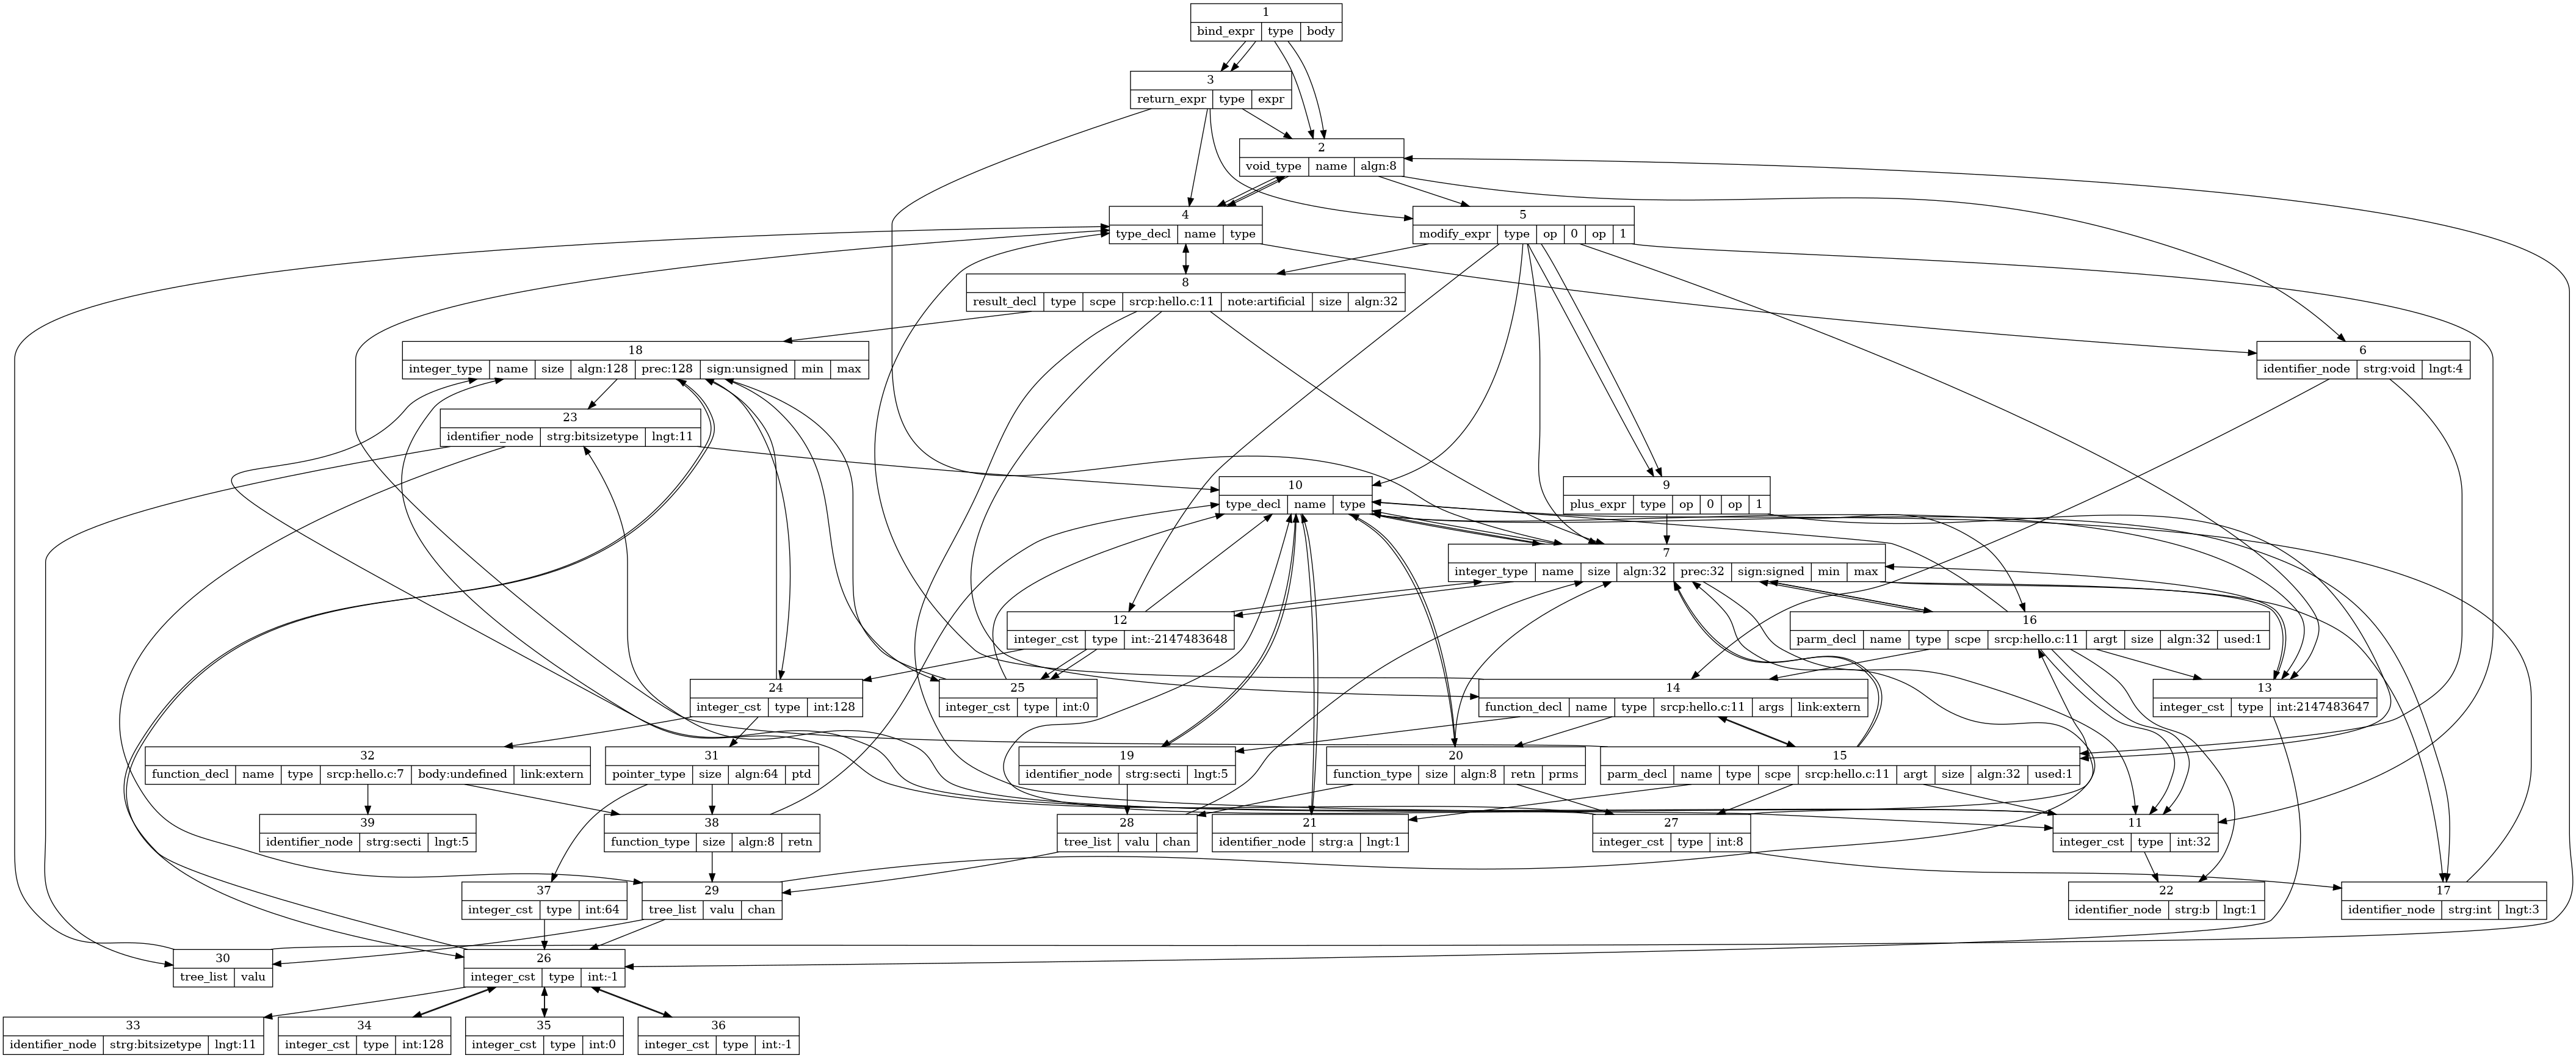 1
bind_expr type body
3
return_expr type expr
2
void_type name algn:8
4
type_decl name type
5
modify_expr type op 0 op 1
8
result_decl type scpe srcp:hello.c:11 note:artificial size algn:32
18
integer_type name size algn:128 prec:128 sign:unsigned min max
6
identifier_node strg:void lngt:4
23
identifier_node strg:bitsizetype lngt:11
10
type_decl name type
9
plus_expr type op 0 op 1
7
integer_type name size algn:32 prec:32 sign:signed min max
12
integer_cst type int:-2147483648
16
parm_decl name type scpe srcp:hello.c:11 argt size algn:32 used:1
24
integer_cst type int:128
25
integer_cst type int:0
14
function_decl name type srcp:hello.c:11 args link:extern
13
integer_cst type int:2147483647
32
function_decl name type srcp:hello.c:7 body:undefined link:extern
31
pointer_type size algn:64 ptd
19
identifier_node strg:secti lngt:5
20
function_type size algn:8 retn prms
15
parm_decl name type scpe srcp:hello.c:11 argt size algn:32 used:1
39
identifier_node strg:secti lngt:5
38
function_type size algn:8 retn
28
tree_list valu chan
21
identifier_node strg:a lngt:1
27
integer_cst type int:8
11
integer_cst type int:32
37
integer_cst type int:64
29
tree_list valu chan
22
identifier_node strg:b lngt:1
17
identifier_node strg:int lngt:3
30
tree_list valu
26
integer_cst type int:-1
33
identifier_node strg:bitsizetype lngt:11
34
integer_cst type int:128
35
integer_cst type int:0
36
integer_cst type int:-1